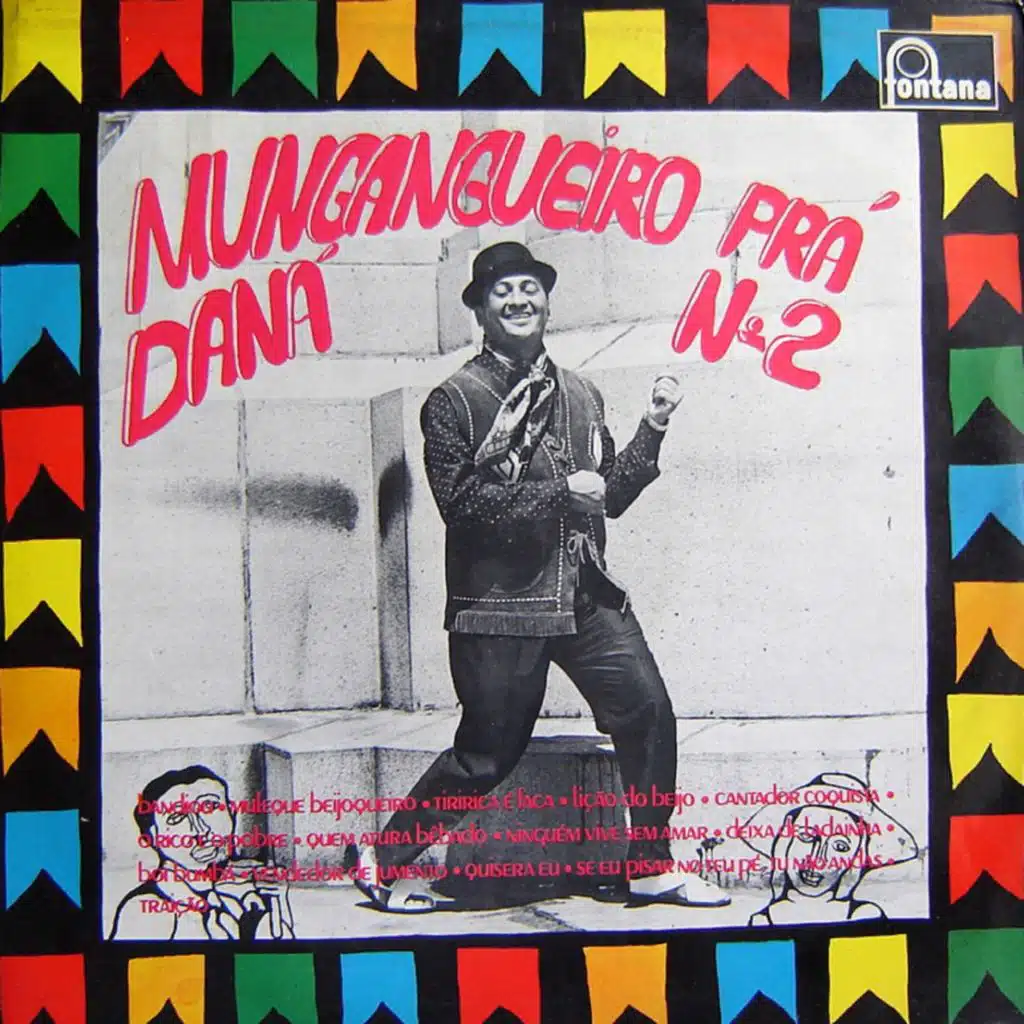 fontana
MUNGANGUEIRO PRÁ
DANÁ Nº 2
bandido • muleque beijoqueiro • tiririca é faca • lição do beijo • cantador coquista •
o rico e o pobre • quem atura bêbado • ninguém vive sem amar • deixa de ladainha •
boi bumbá • vendedor de jumento • quisera eu • se eu pisar no teu pé, tu não andas •
traição